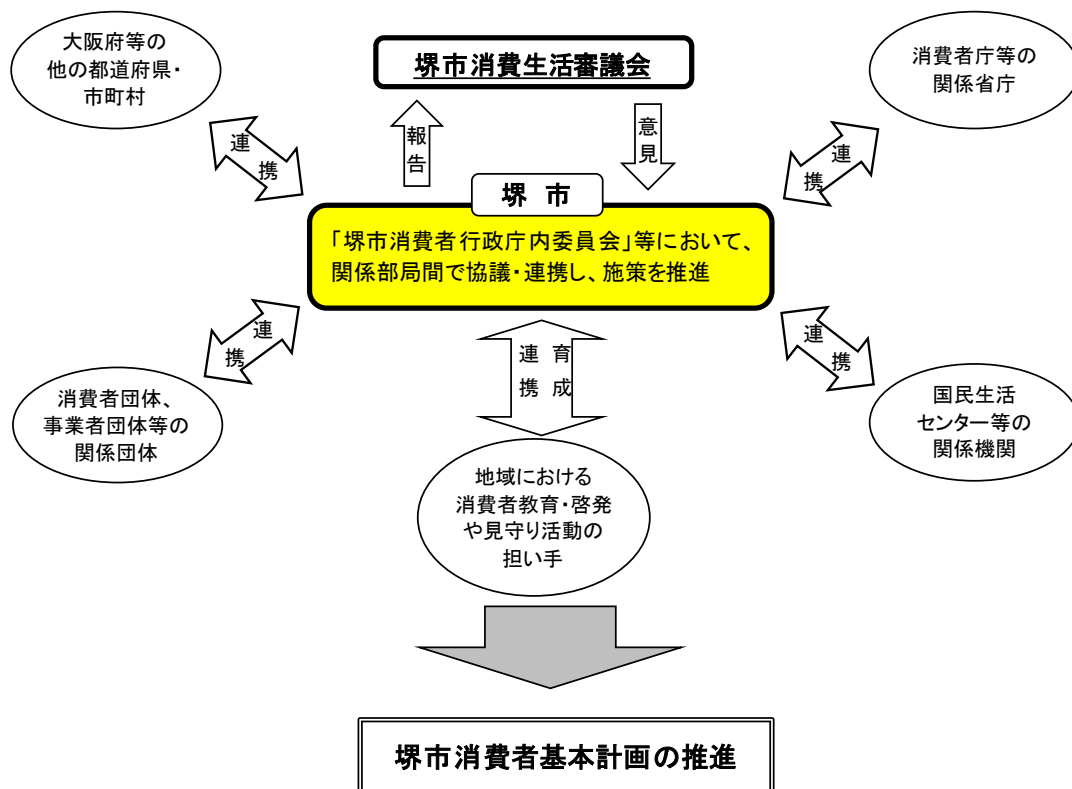 大阪府等の
他の都道府県・
市町村
堺市消費生活審議会
消費者庁等の
関係省庁
連携
報告
意見
連携
堺 市
「堺市消費者行政庁内委員会」等において、
関係部局間で協議・連携し、施策を推進
連携
連携
育成
連携
消費者団体、
事業者団体等の
関係団体
国民生活
センター等の
関係機関
地域における
消費者教育・啓発
や見守り活動の
担い手
堺市消費者基本計画の推進